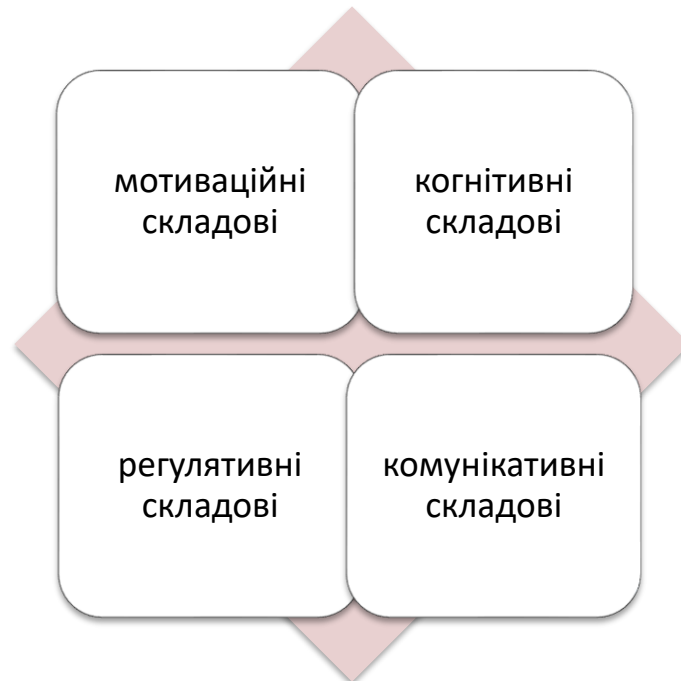 мотиваційні
складові
когнітивні
складові
регулятивні
складові
комунікативні
складові